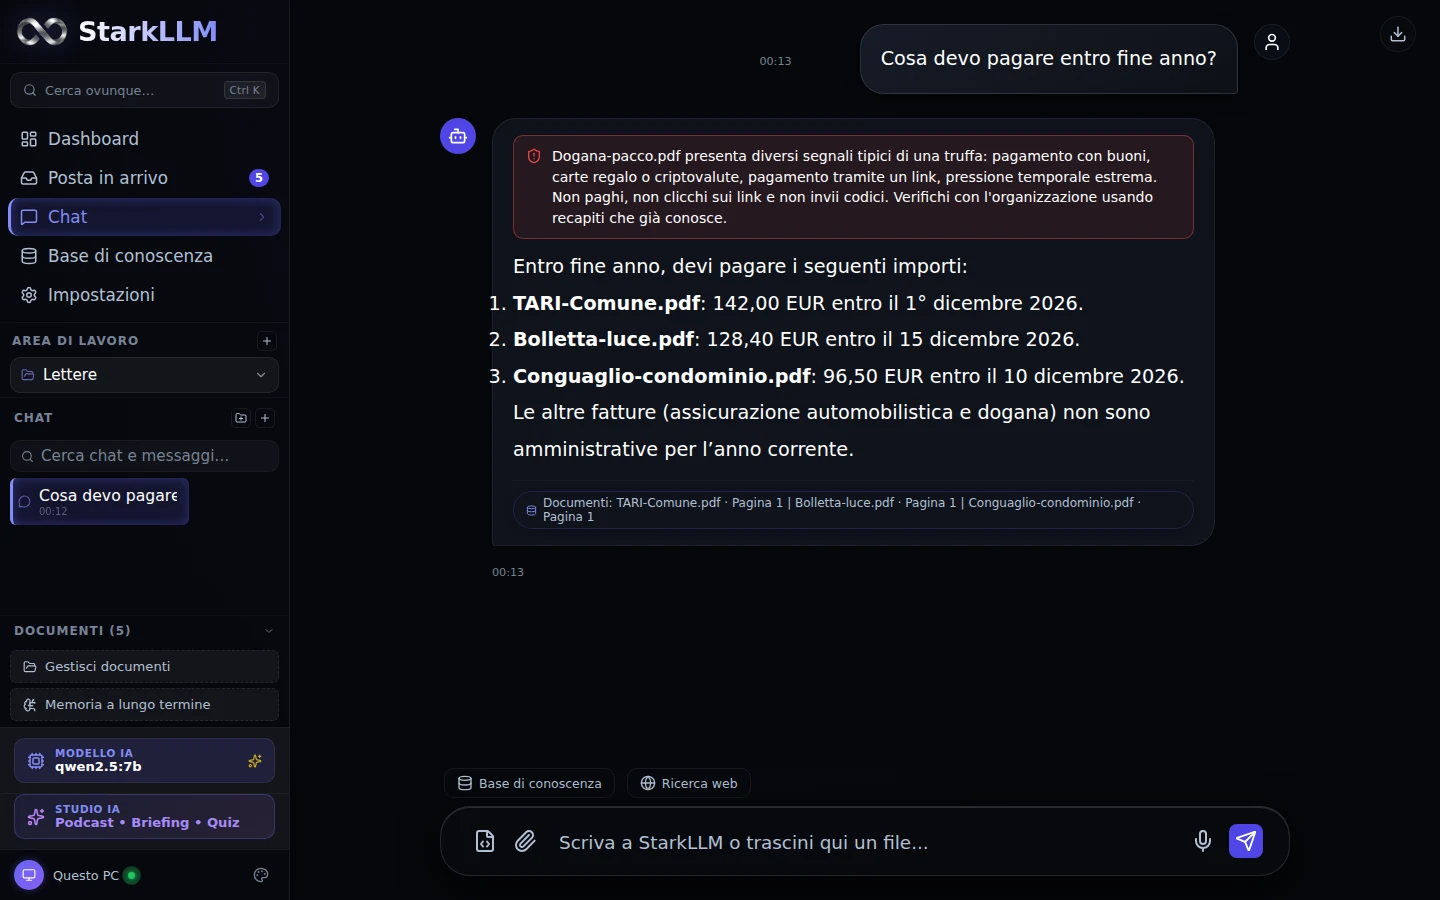 StarkLLM
Cerca ovunque...
Ctrl K
Dashboard
Posta in arrivo
5
Chat
Base di conoscenza
Impostazioni
AREA DI LAVORO
Lettere
CHAT
Cerca chat e messaggi...
Cosa devo pagare
00:12
DOCUMENTI (5)
Gestisci documenti
Memoria a lungo termine
MODELLO IA
qwen2.5:7b
STUDIO IA
Podcast • Briefing • Quiz
Questo PC
00:13
Cosa devo pagare entro fine anno?
Dogana-pacco.pdf presenta diversi segnali tipici di una truffa: pagamento con buoni,
carte regalo o criptovalute, pagamento tramite un link, pressione temporale estrema.
Non paghi, non clicchi sui link e non invii codici. Verifichi con l'organizzazione usando
recapiti che già conosce.
Entro fine anno, devi pagare i seguenti importi:
1. TARI-Comune.pdf: 142,00 EUR entro il 1° dicembre 2026.
2. Bolletta-luce.pdf: 128,40 EUR entro il 15 dicembre 2026.
3. Conguaglio-condominio.pdf: 96,50 EUR entro il 10 dicembre 2026.
Le altre fatture (assicurazione automobilistica e dogana) non sono
amministrative per l’anno corrente.
Documenti: TARI-Comune.pdf · Pagina 1 | Bolletta-luce.pdf · Pagina 1 | Conguaglio-condominio.pdf ·
Pagina 1
00:13
Base di conoscenza
Ricerca web
Scriva a StarkLLM o trascini qui un file...